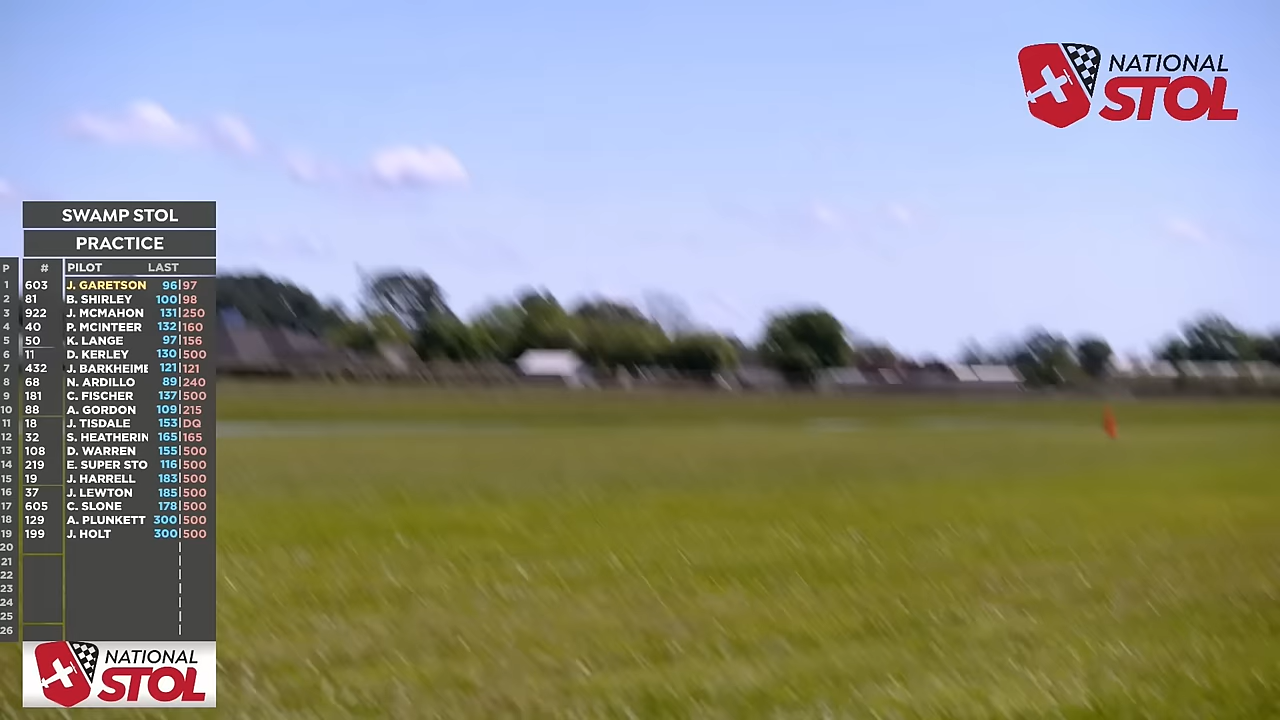 NATIONAL
STOL
SWAMP STOL
PRACTICE
P # PILOT LAST
1 603 J. GARETSON 96 97
2 81 B. SHIRLEY 100 98
3 922 J. MCMAHON 131 250
4 40 P. MCINTEER 132 160
5 50 K. LANGE 97 156
6 11 D. KERLEY 130 500
7 432 J. BARKHEIME 121 121
8 68 N. ARDILLO 89 240
9 181 C. FISCHER 137 500
10 88 A. GORDON 109 215
11 18 J. TISDALE 153 DQ
12 32 S. HEATHERIN 165 165
13 108 D. WARREN 155 500
14 219 E. SUPER STO 116 500
15 19 J. HARRELL 183 500
16 37 J. LEWTON 185 500
17 605 C. SLONE 178 500
18 129 A. PLUNKETT 300 500
19 199 J. HOLT 300 500
20
21
22
23
24
25
26
NATIONAL
STOL